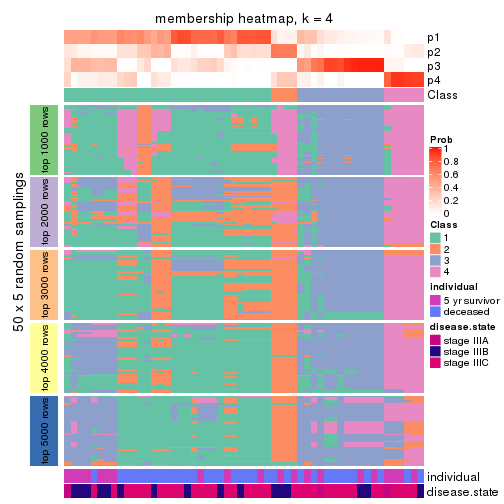 membership heatmap, k = 4
p1
p2
p3
p4
Class
50 x 5 random samplings
top 1000 rows
top 2000 rows
top 3000 rows
top 4000 rows
top 5000 rows
individual
disease.state
Prob
1
0.8
0.6
0.4
0.2
0
Class
1
2
3
4
individual
5 yr survivor
deceased
disease.state
stage IIIA
stage IIIB
stage IIIC